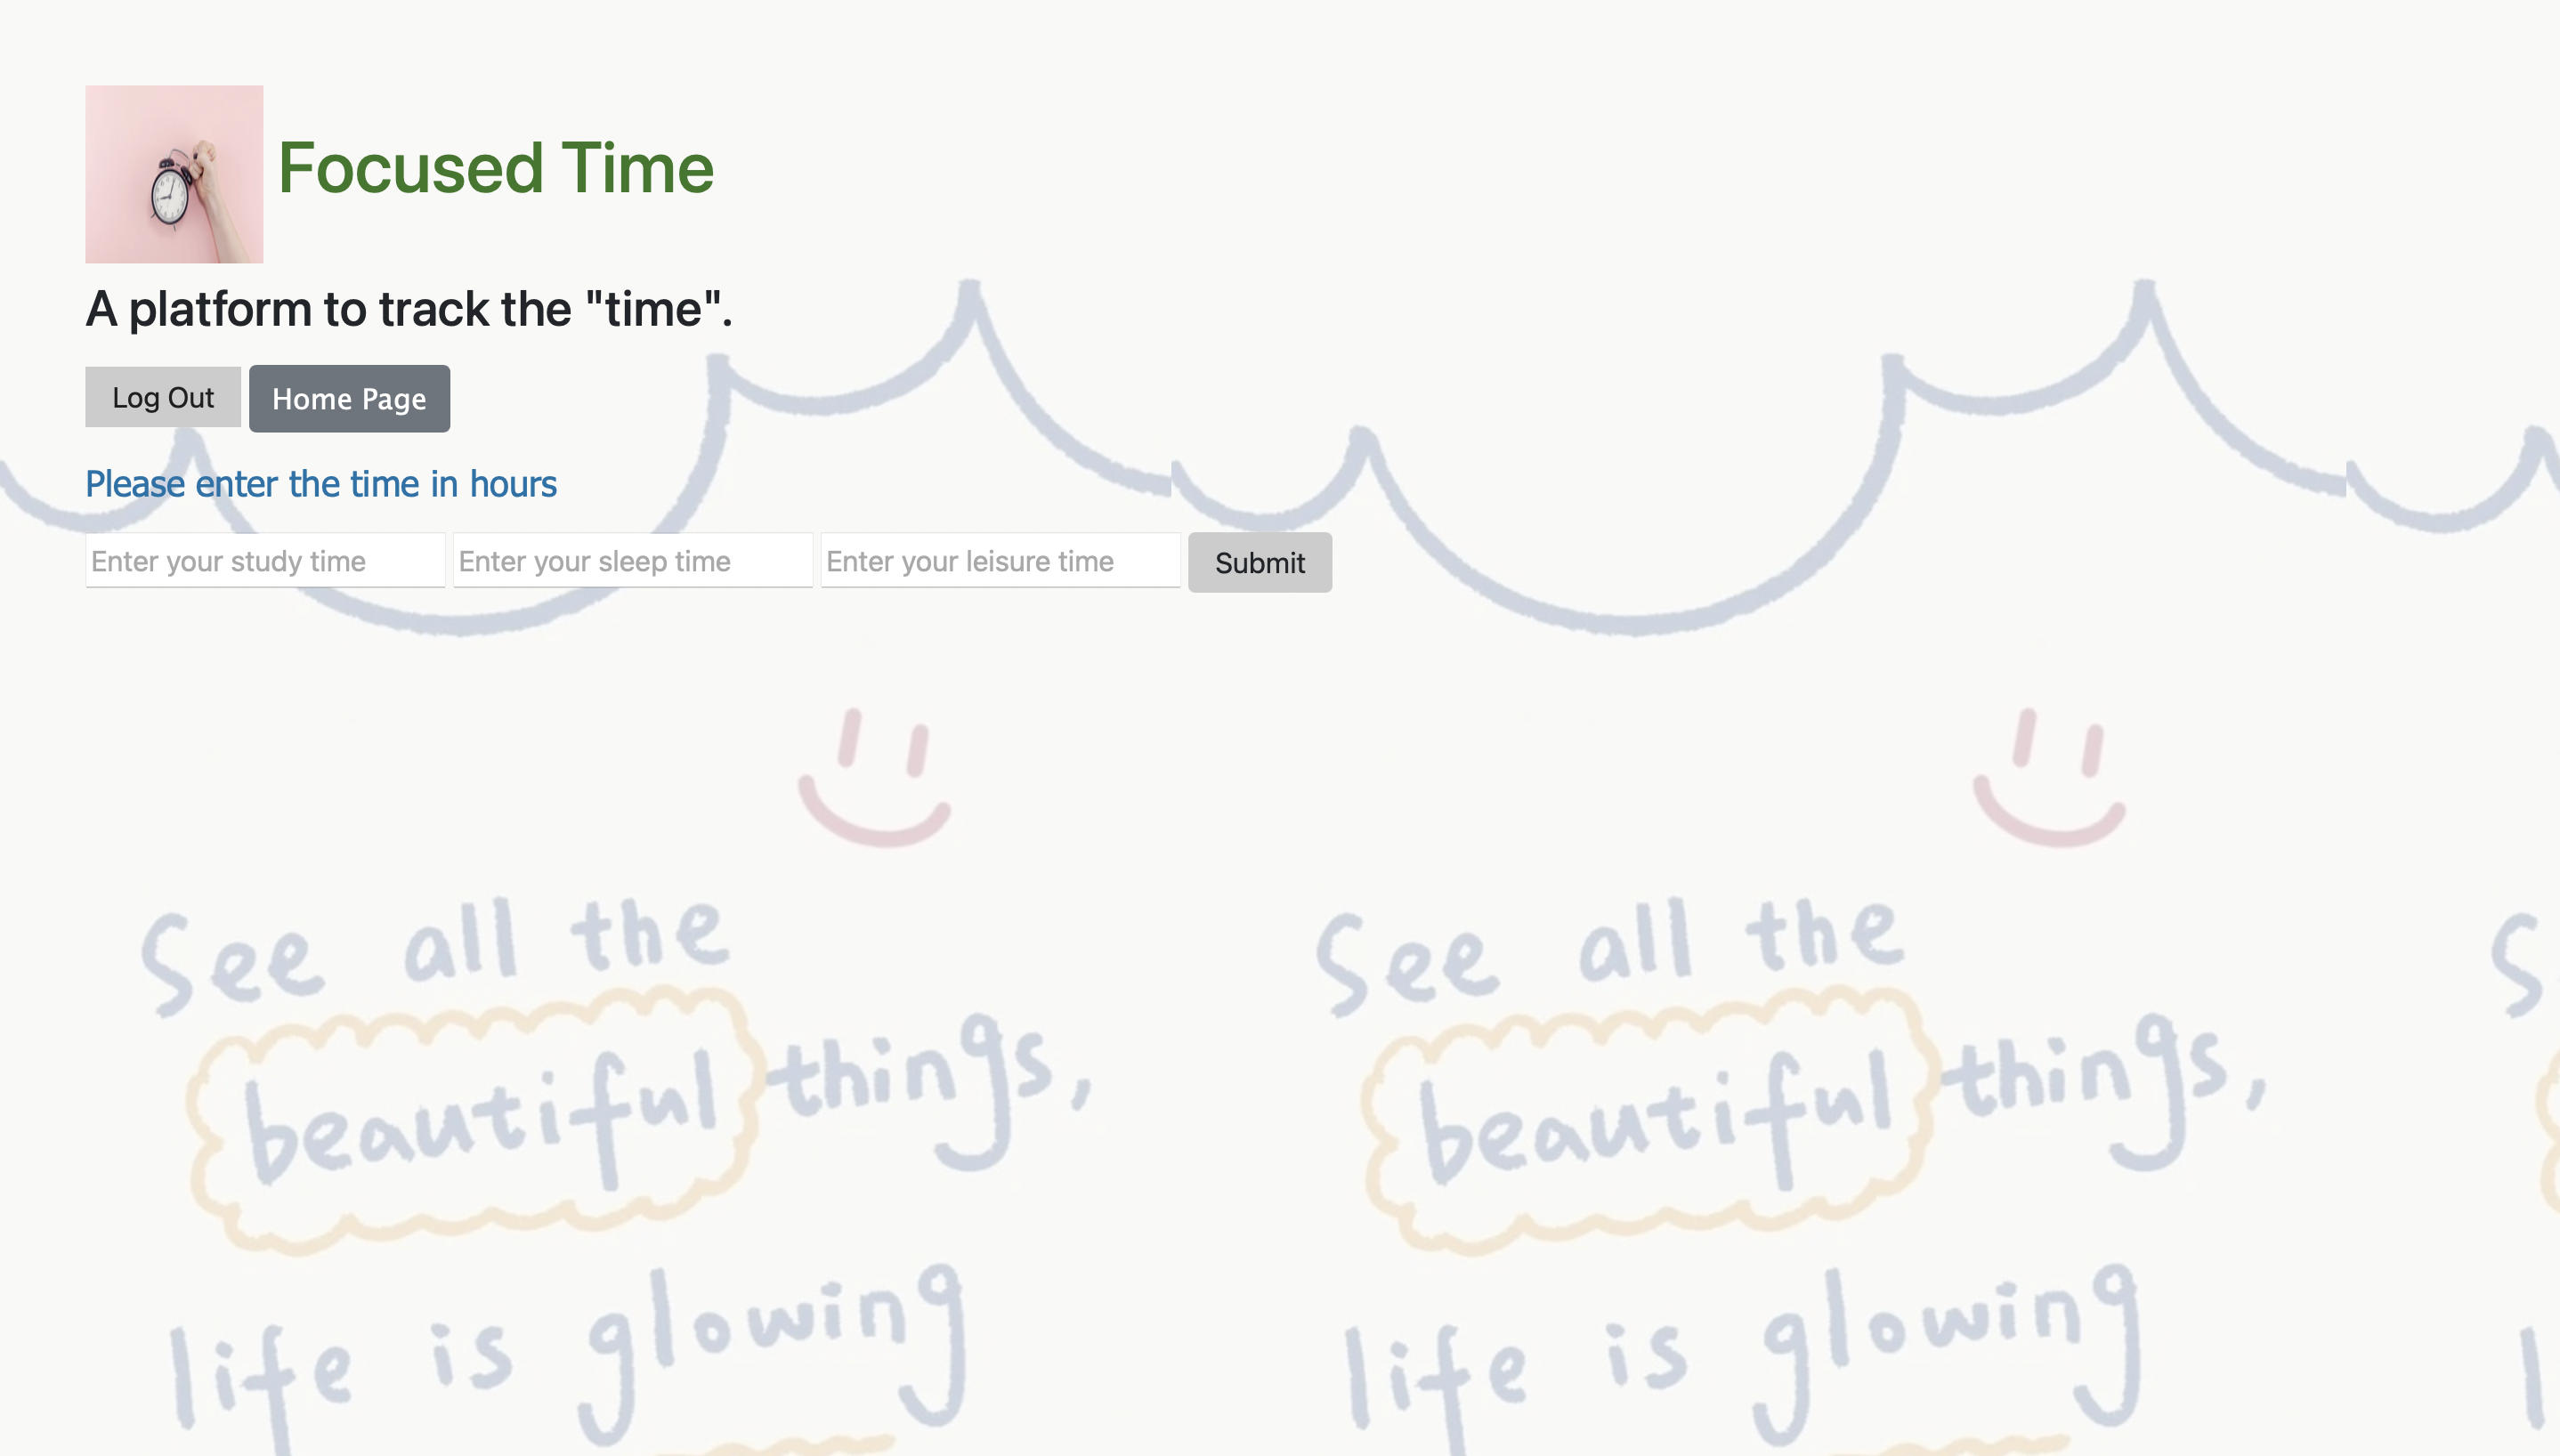 Focused Time
A platform to track the "time".
Log Out Home Page
Please enter the time in hours
Enter your study time Enter your sleep time Enter your leisure time Submit
See all the See all the S
beautiful things, beautiful things,
life is glowing life is glowing l